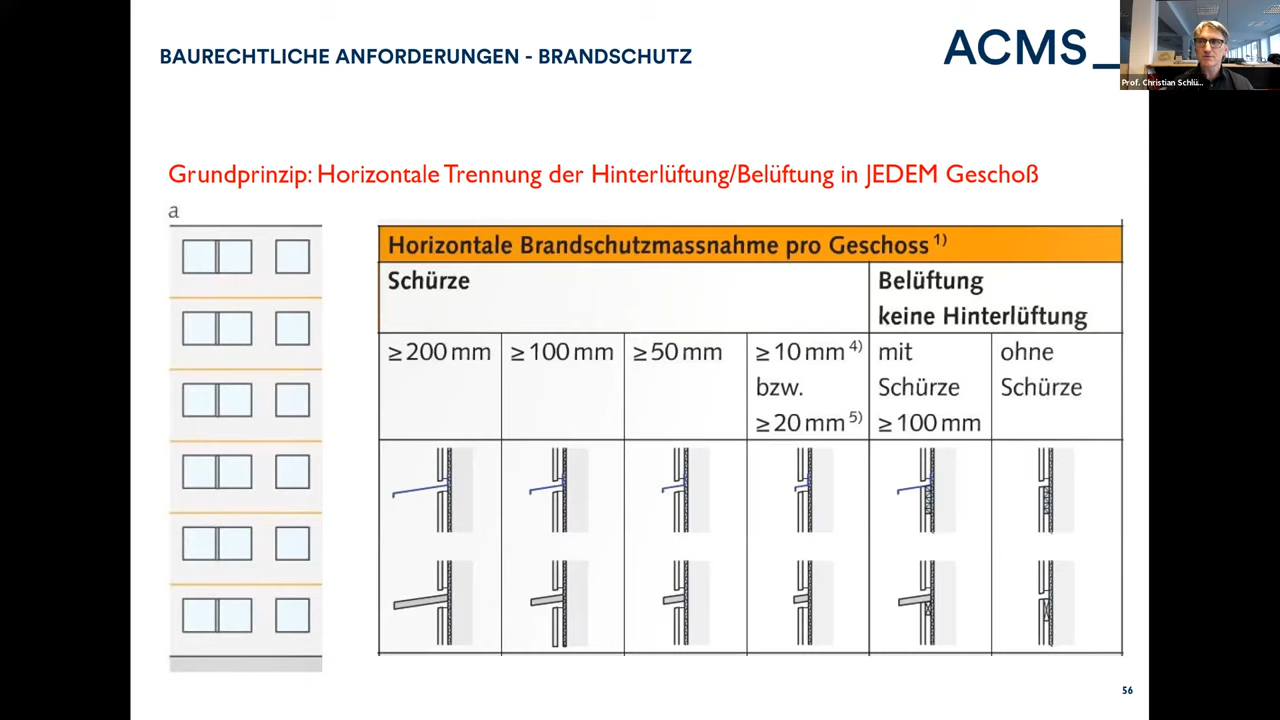 BAURECHTLICHE ANFORDERUNGEN - BRANDSCHUTZ
ACMS_
Prof. Christian Schlü...
Grundprinzip: Horizontale Trennung der Hinterlüftung/Belüftung in JEDEM Geschoß
a
Horizontale Brandschutzmassnahme pro Geschoss 1)
Schürze
Belüftung
keine Hinterlüftung
≥200 mm
≥100 mm
≥50 mm
≥10 mm 4)
bzw.
≥20 mm 5)
mit
Schürze
≥100 mm
ohne
Schürze
56